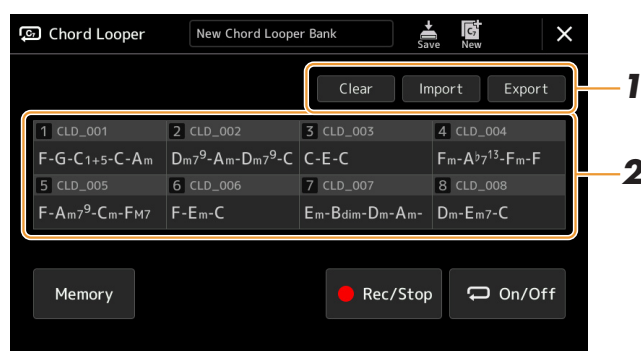 Chord Looper New Chord Looper Bank Save New
Clear Import Export 1
1 CLD_001 2 CLD_002 3 CLD_003 4 CLD_004
F-G-C1+5-C-Am Dm7⁹-Am-Dm7⁹-C C-E-C Fm-A♭7¹³-Fm-F
2
5 CLD_005 6 CLD_006 7 CLD_007 8 CLD_008
F-Am7⁹-Cm-FM7 F-Em-C Em-Bdim-Dm-Am- Dm-Em7-C
Memory Rec/Stop On/Off